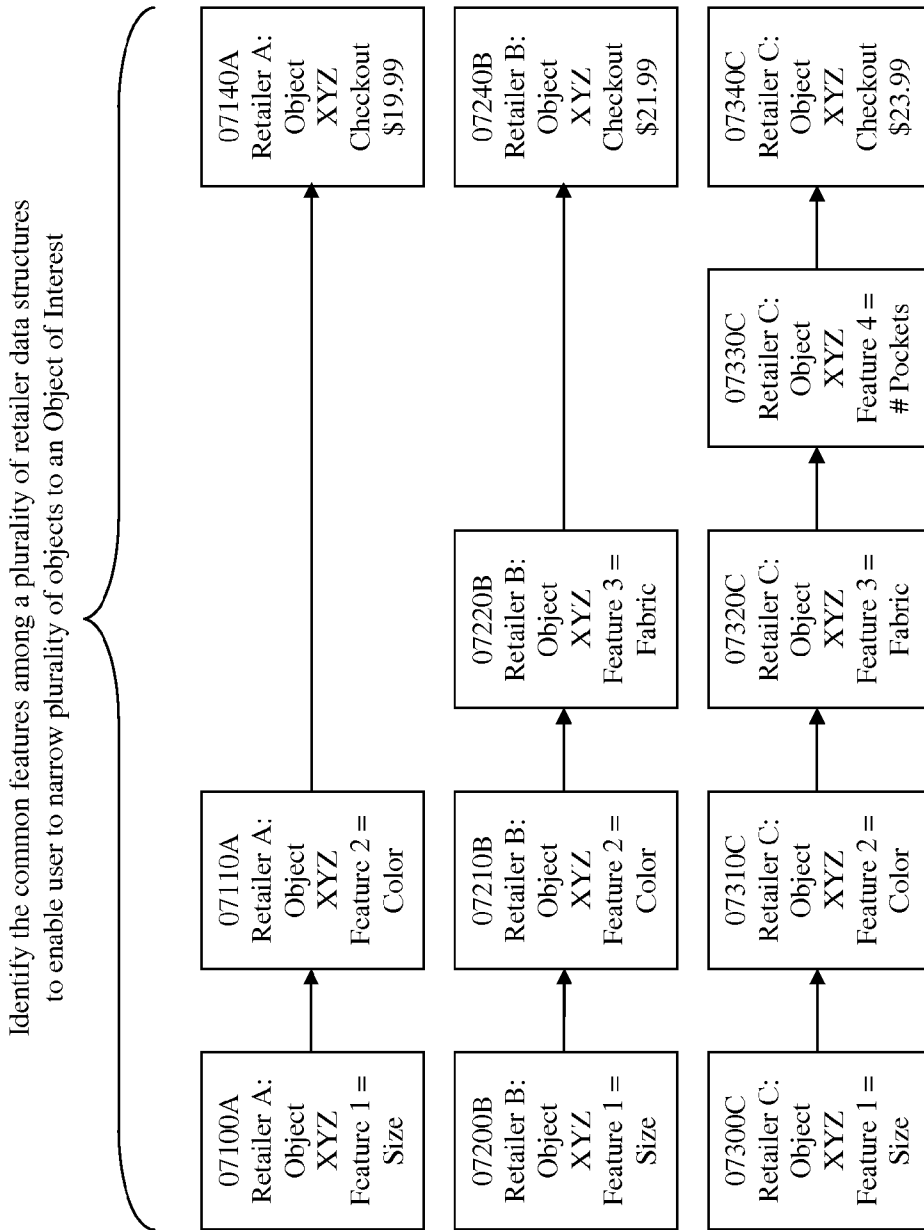 Identify the common features among a plurality of retailer data structures
to enable user to narrow plurality of objects to an Object of Interest
07100A
Retailer A:
Object
XYZ
Feature 1 =
Size
07110A
Retailer A:
Object
XYZ
Feature 2 =
Color
07140A
Retailer A:
Object
XYZ
Checkout
$19.99
07200B
Retailer B:
Object
XYZ
Feature 1 =
Size
07210B
Retailer B:
Object
XYZ
Feature 2 =
Color
07220B
Retailer B:
Object
XYZ
Feature 3 =
Fabric
07240B
Retailer B:
Object
XYZ
Checkout
$21.99
07300C
Retailer C:
Object
XYZ
Feature 1 =
Size
07310C
Retailer C:
Object
XYZ
Feature 2 =
Color
07320C
Retailer C:
Object
XYZ
Feature 3 =
Fabric
07330C
Retailer C:
Object
XYZ
Feature 4 =
# Pockets
07340C
Retailer C:
Object
XYZ
Checkout
$23.99